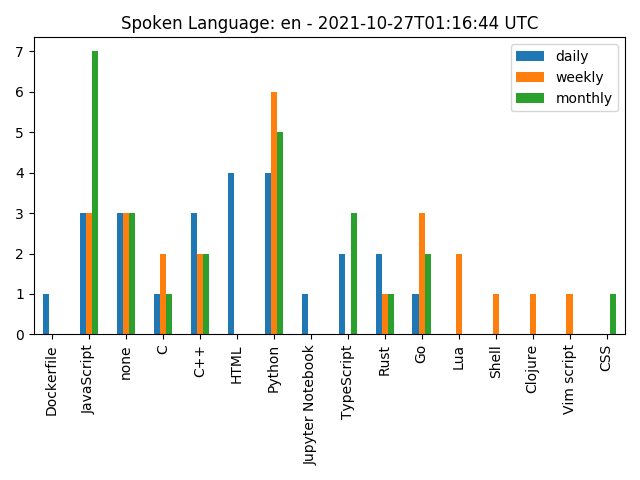 Spoken Language: en - 2021-10-27T01:16:44 UTC
daily
weekly
monthly
7
6
5
4
3
2
1
0
Dockerfile
JavaScript
none
C
C++
HTML
Python
Jupyter Notebook
TypeScript
Rust
Go
Lua
Shell
Clojure
Vim script
CSS